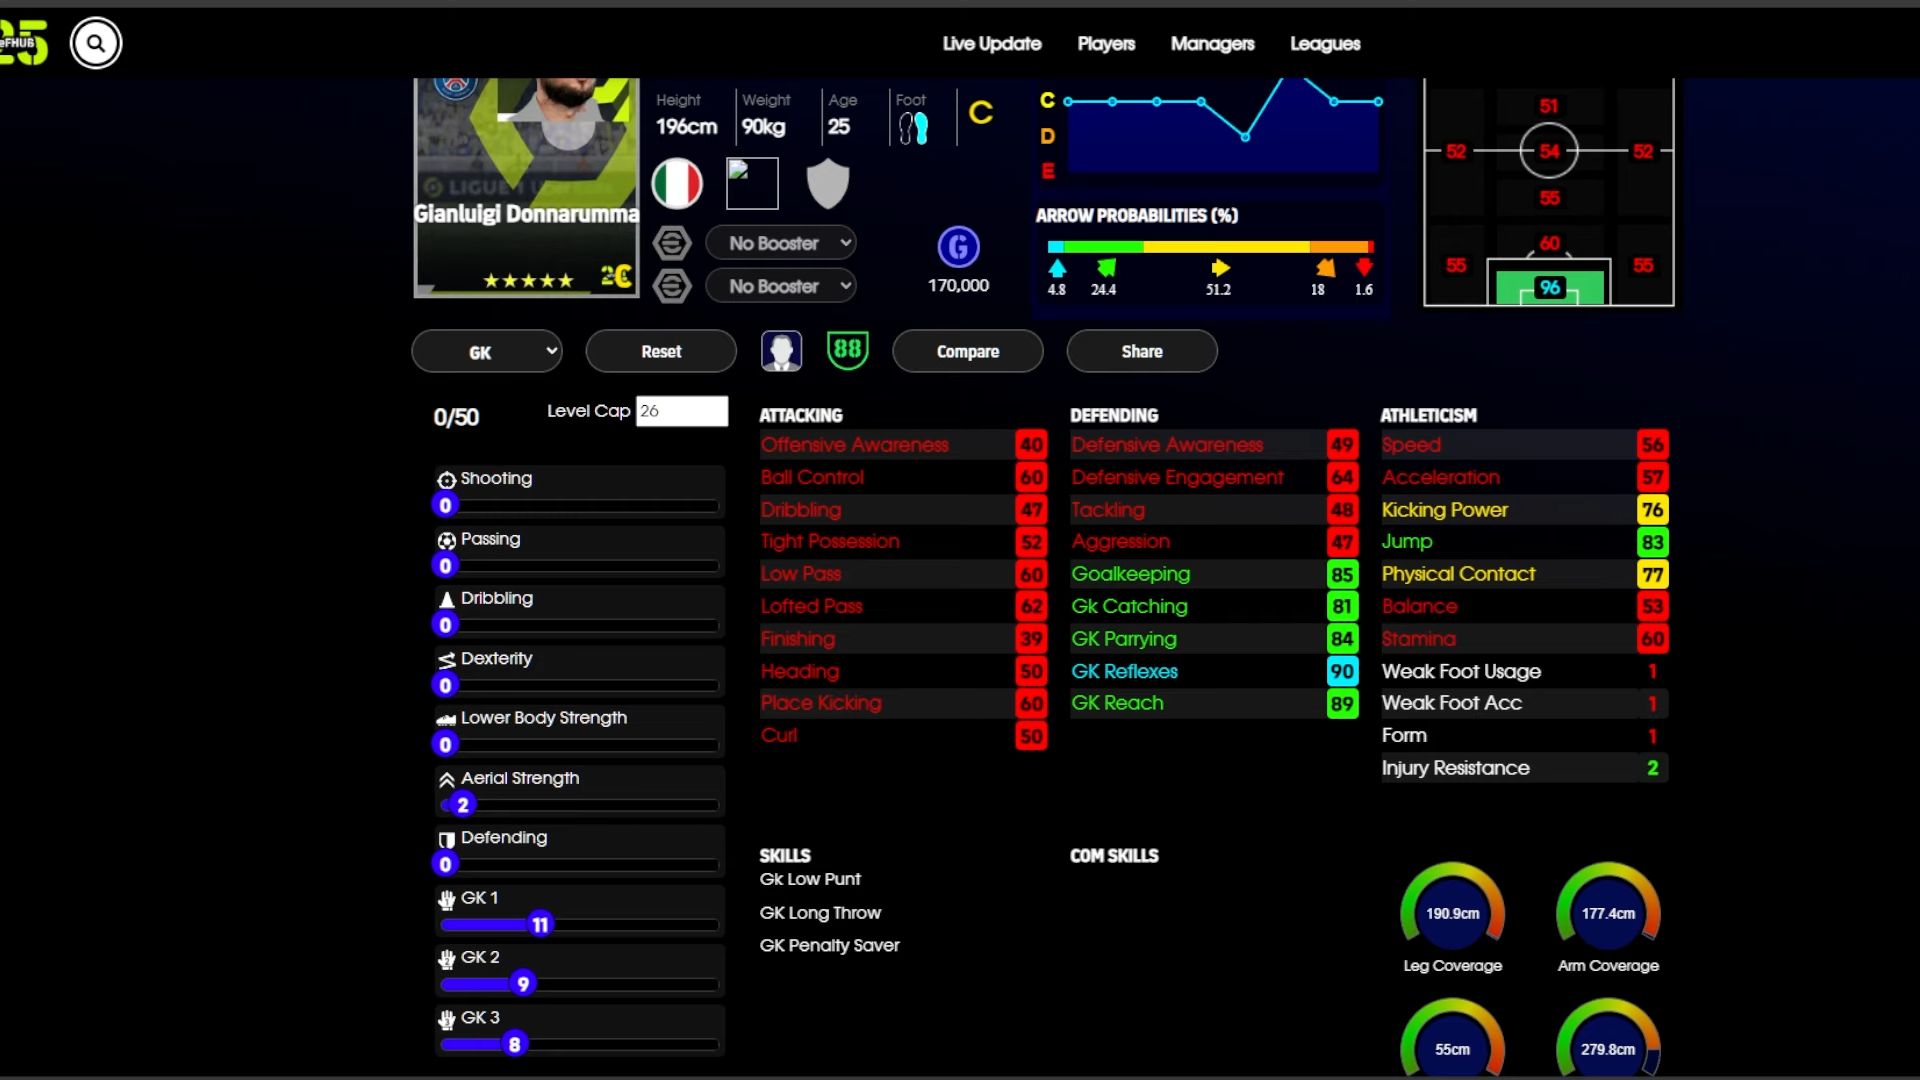 25
eFHUB
Live Update
Players
Managers
Leagues
Height
196cm
Weight
90kg
Age
25
Foot
C
LIGUE 1
Gianluigi Donnarumma
No Booster
No Booster
G
170,000
C
D
E
ARROW PROBABILITIES (%)
4.8
24.4
51.2
18
1.6
51
52
54
52
55
60
55
55
96
GK
Reset
88
Compare
Share
0/50
Level Cap
26
Shooting
0
Passing
0
Dribbling
0
Dexterity
0
Lower Body Strength
0
Aerial Strength
2
Defending
0
GK 1
11
GK 2
9
GK 3
8
ATTACKING
Offensive Awareness 40
Ball Control 60
Dribbling 47
Tight Possession 52
Low Pass 60
Lofted Pass 62
Finishing 39
Heading 50
Place Kicking 60
Curl 50
DEFENDING
Defensive Awareness 49
Defensive Engagement 64
Tackling 48
Aggression 47
Goalkeeping 85
Gk Catching 81
GK Parrying 84
GK Reflexes 90
GK Reach 89
ATHLETICISM
Speed 56
Acceleration 57
Kicking Power 76
Jump 83
Physical Contact 77
Balance 53
Stamina 60
Weak Foot Usage 1
Weak Foot Acc 1
Form 1
Injury Resistance 2
SKILLS
Gk Low Punt
GK Long Throw
GK Penalty Saver
COM SKILLS
190.9cm
Leg Coverage
177.4cm
Arm Coverage
55cm
279.8cm